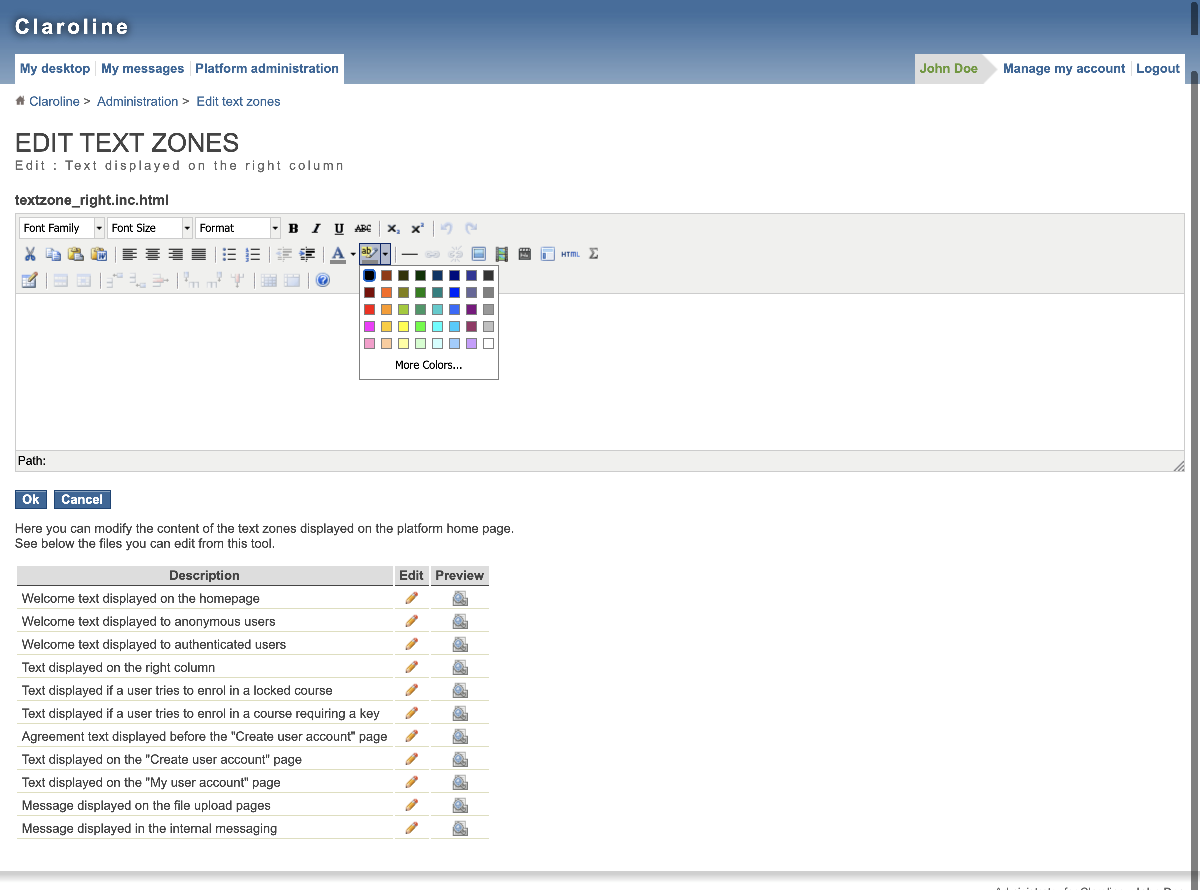 Claroline
My desktop My messages Platform administration John Doe Manage my account Logout
Claroline > Administration > Edit text zones
EDIT TEXT ZONES
Edit : Text displayed on the right column
textzone_right.inc.html
Font Family Font Size Format B I U ABC x₂ x²
A ab HTML Σ
More Colors...
Path:
Ok Cancel
Here you can modify the content of the text zones displayed on the platform home page.
See below the files you can edit from this tool.
Description Edit Preview
Welcome text displayed on the homepage
Welcome text displayed to anonymous users
Welcome text displayed to authenticated users
Text displayed on the right column
Text displayed if a user tries to enrol in a locked course
Text displayed if a user tries to enrol in a course requiring a key
Agreement text displayed before the "Create user account" page
Text displayed on the "Create user account" page
Text displayed on the "My user account" page
Message displayed on the file upload pages
Message displayed in the internal messaging